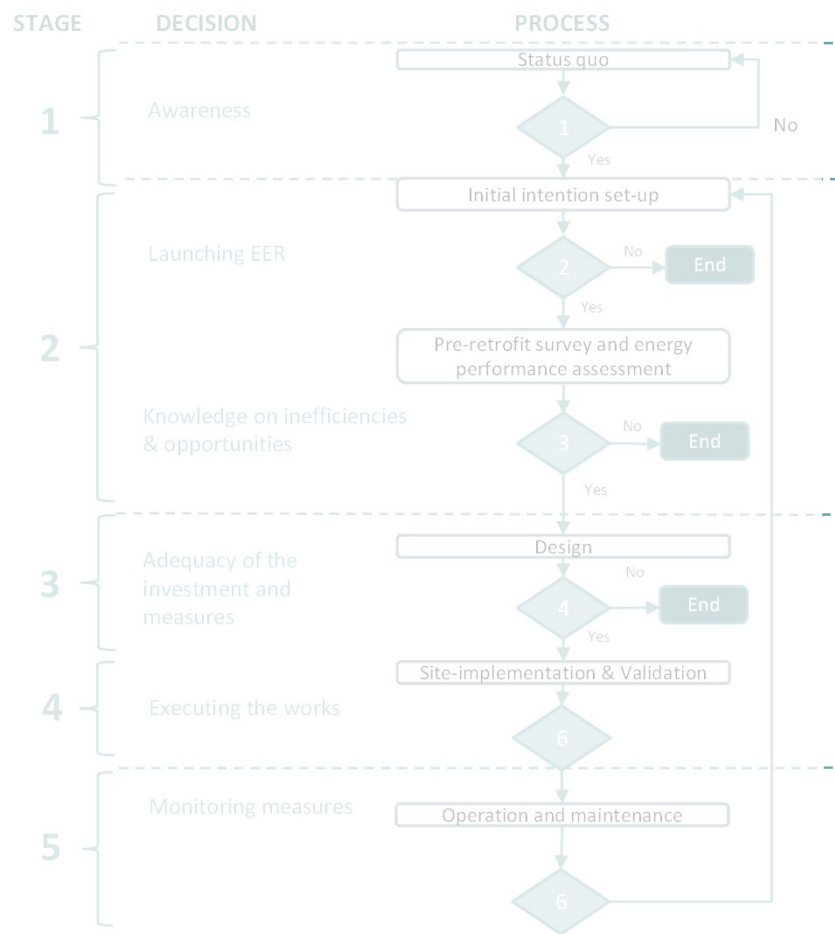 STAGE DECISION PROCESS
Status quo
1
Awareness
1
No
Yes
Initial intention set-up
Launching EER
2
No
End
Yes
2
Pre-retrofit survey and energy
performance assessment
Knowledge on inefficiencies
& opportunities
3
No
End
Yes
Design
3
Adequacy of the
investment and
measures
No
4
End
Yes
Site-implementation & Validation
4
Executing the works
6
Monitoring measures
Operation and maintenance
5
6